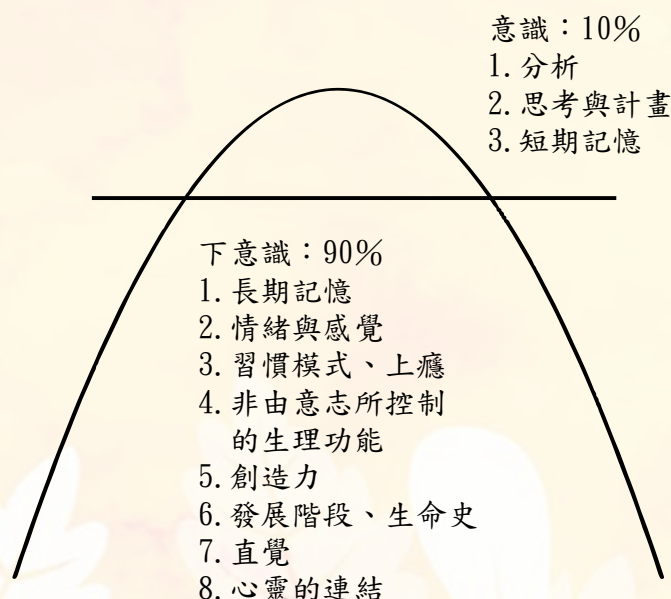 意識：10%
1.分析
2.思考與計畫
3.短期記憶
下意識：90%
1.長期記憶
2.情緒與感覺
3.習慣模式、上癮
4.非由意志所控制
的生理功能
5.創造力
6.發展階段、生命史
7.直覺
8.心靈的連結